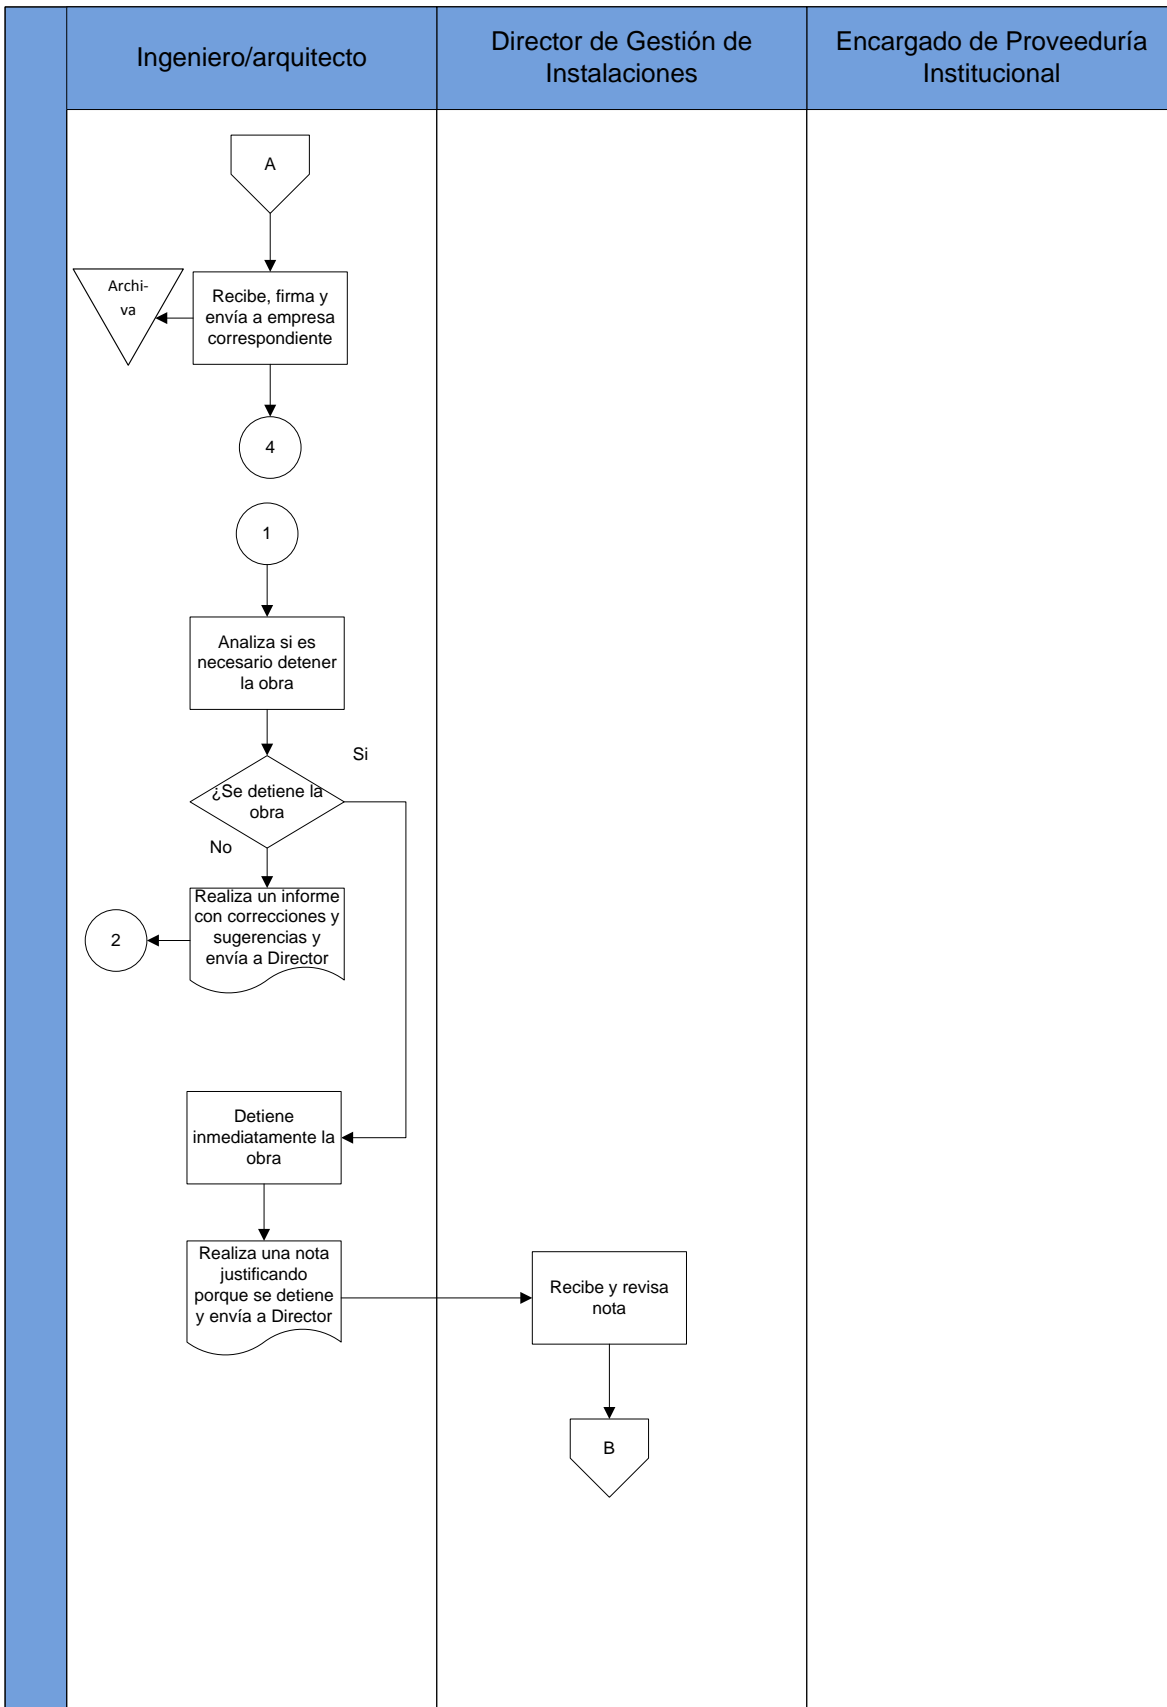 Ingeniero/arquitecto
Director de Gestión de
Instalaciones
Encargado de Proveeduría
Institucional
A
Archi-
va
Recibe, firma y
envía a empresa
correspondiente
4
1
Analiza si es
necesario detener
la obra
Si
¿Se detiene la
obra
No
Realiza un informe
con correcciones y
sugerencias y
envía a Director
2
Detiene
inmediatamente la
obra
Realiza una nota
justificando
porque se detiene
y envía a Director
Recibe y revisa
nota
B